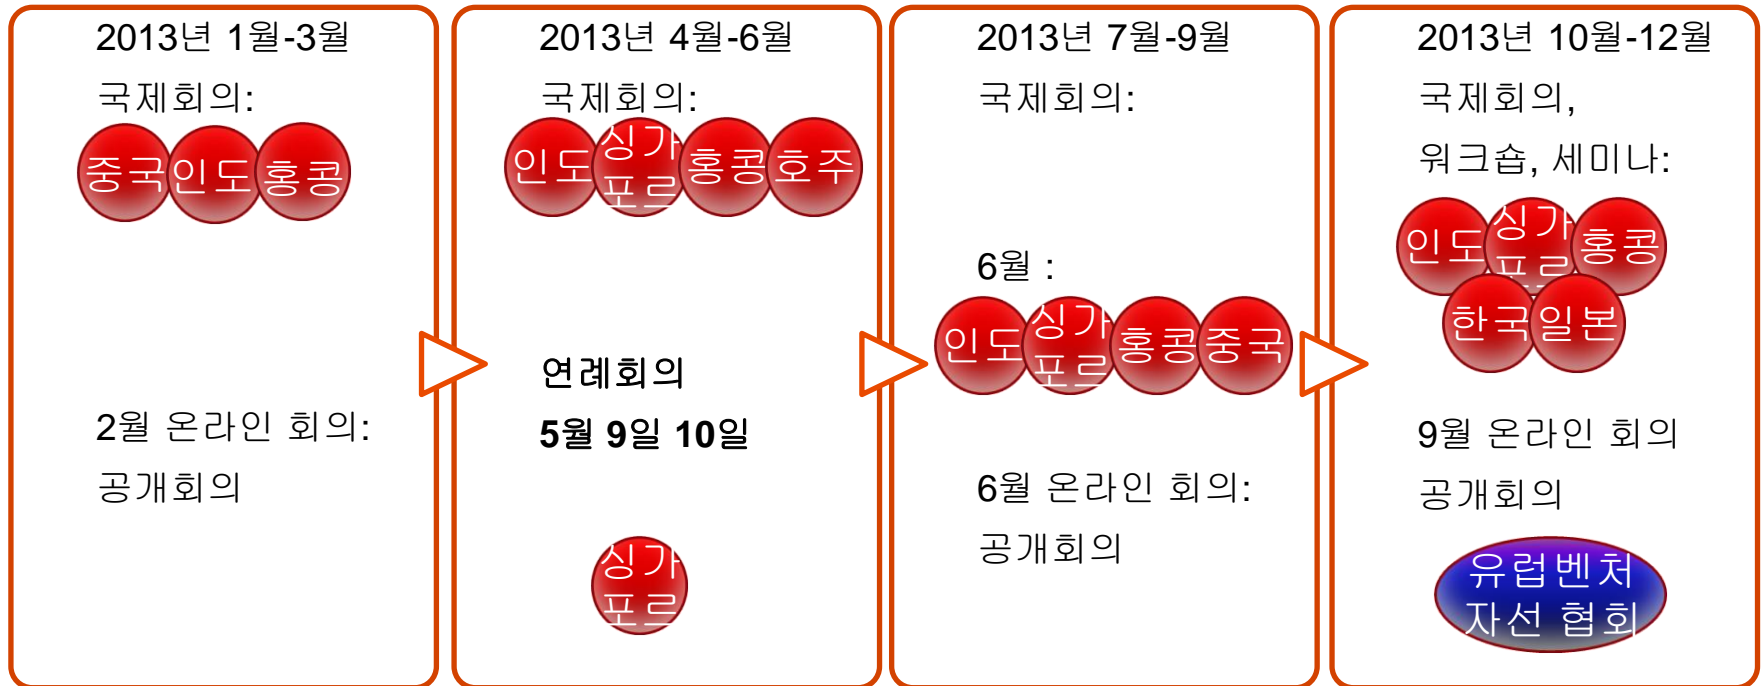 2013년 1월-3월
국제회의:
중국 인도 홍콩
2월 온라인 회의:
공개회의
2013년 4월-6월
국제회의:
인도 싱가포르 홍콩 호주
연례회의
5월 9일 10일
싱가
포르
2013년 7월-9월
국제회의:
6월 :
인도 싱가포르 홍콩 중국
6월 온라인 회의:
공개회의
2013년 10월-12월
국제회의,
워크숍, 세미나:
인도 싱가포르 홍콩
한국 일본
9월 온라인 회의
공개회의
유럽벤처
자선 협회